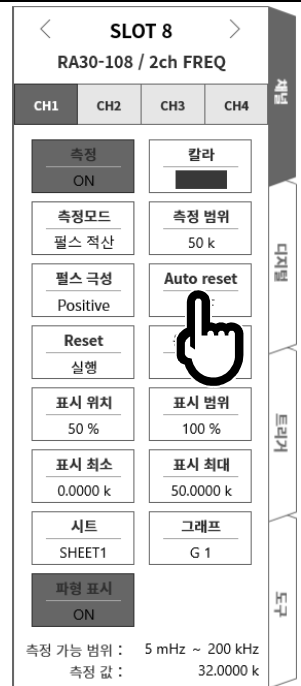 SLOT 8
RA30-108 / 2ch FREQ
CH1 CH2 CH3 CH4
측정 칼라
ON
측정모드 측정 범위
펄스 적산 50 k
펄스 극성 Auto reset
Positive
Reset
실행
표시 위치 표시 범위
50 % 100 %
표시 최소 표시 최대
0.0000 k 50.0000 k
시트 그래프
SHEET1 G 1
파형 표시
ON
측정 가능 범위 : 5 mHz ~ 200 kHz
측정 값 : 32.0000 k
채널
디지털
트리거
도구